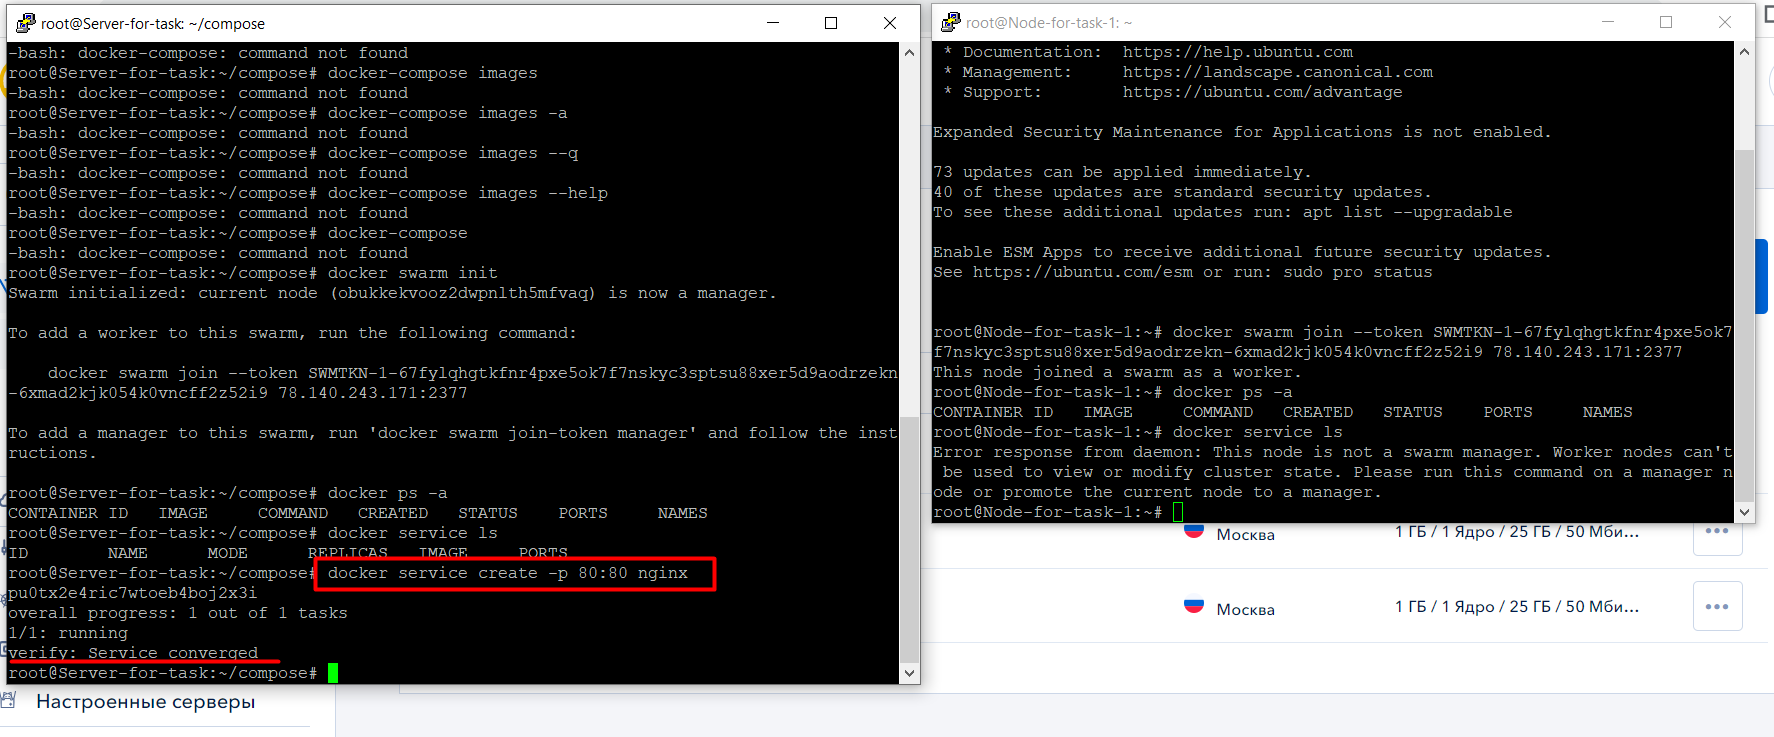 root@Server-for-task: ~/compose
-bash: docker-compose: command not found
root@Server-for-task:~/compose# docker-compose images
-bash: docker-compose: command not found
root@Server-for-task:~/compose# docker-compose images -a
-bash: docker-compose: command not found
root@Server-for-task:~/compose# docker-compose images --q
-bash: docker-compose: command not found
root@Server-for-task:~/compose# docker-compose images --help
-bash: docker-compose: command not found
root@Server-for-task:~/compose# docker-compose
-bash: docker-compose: command not found
root@Server-for-task:~/compose# docker swarm init
Swarm initialized: current node (obukkekvooz2dwpnlth5mfvaq) is now a manager.
To add a worker to this swarm, run the following command:
docker swarm join --token SWMTKN-1-67fylqhgtkfnr4pxe5ok7f7nskyc3sptsu88xer5d9aodrzekn
-6xmad2kjk054k0vncff2z52i9 78.140.243.171:2377
To add a manager to this swarm, run 'docker swarm join-token manager' and follow the inst
ructions.
root@Server-for-task:~/compose# docker ps -a
CONTAINER ID IMAGE COMMAND CREATED STATUS PORTS NAMES
root@Server-for-task:~/compose# docker service ls
ID NAME MODE REPLICAS IMAGE PORTS
root@Server-for-task:~/compose# docker service create -p 80:80 nginx
pu0tx2e4ric7wtoeb4boj2x3i
overall progress: 1 out of 1 tasks
1/1: running
verify: Service converged
root@Server-for-task:~/compose#
root@Node-for-task-1: ~
* Documentation: https://help.ubuntu.com
* Management: https://landscape.canonical.com
* Support: https://ubuntu.com/advantage
Expanded Security Maintenance for Applications is not enabled.
73 updates can be applied immediately.
40 of these updates are standard security updates.
To see these additional updates run: apt list --upgradable
Enable ESM Apps to receive additional future security updates.
See https://ubuntu.com/esm or run: sudo pro status
root@Node-for-task-1:~# docker swarm join --token SWMTKN-1-67fylqhgtkfnr4pxe5ok7
f7nskyc3sptsu88xer5d9aodrzekn-6xmad2kjk054k0vncff2z52i9 78.140.243.171:2377
This node joined a swarm as a worker.
root@Node-for-task-1:~# docker ps -a
CONTAINER ID IMAGE COMMAND CREATED STATUS PORTS NAMES
root@Node-for-task-1:~# docker service ls
Error response from daemon: This node is not a swarm manager. Worker nodes can't
be used to view or modify cluster state. Please run this command on a manager n
ode or promote the current node to a manager.
root@Node-for-task-1:~#
Москва 1 ГБ / 1 Ядро / 25 ГБ / 50 Мби...
Москва 1 ГБ / 1 Ядро / 25 ГБ / 50 Мби...
Настроенные серверы